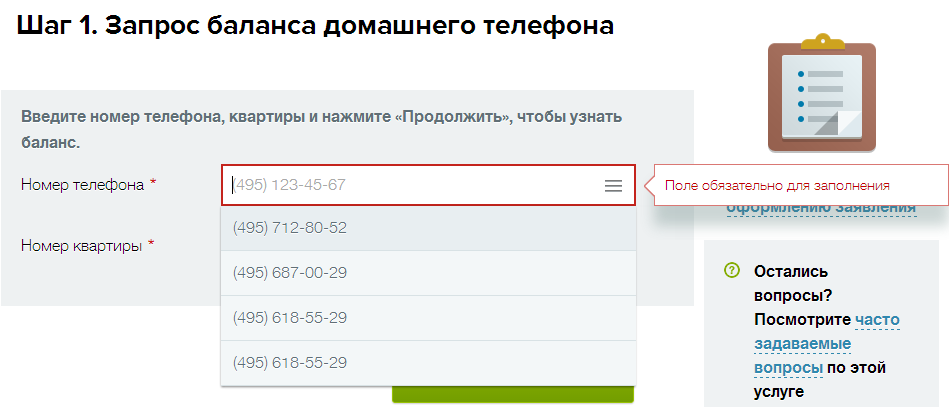 Шаг 1. Запрос баланса домашнего телефона
Введите номер телефона, квартиры и нажмите «Продолжить», чтобы узнать
баланс.
Номер телефона *
(495) 123-45-67
Поле обязательно для заполнения
оформлению заявления
(495) 712-80-52
Номер квартиры *
(495) 687-00-29
(495) 618-55-29
(495) 618-55-29
? Остались
вопросы?
Посмотрите часто
задаваемые
вопросы по этой
услуге